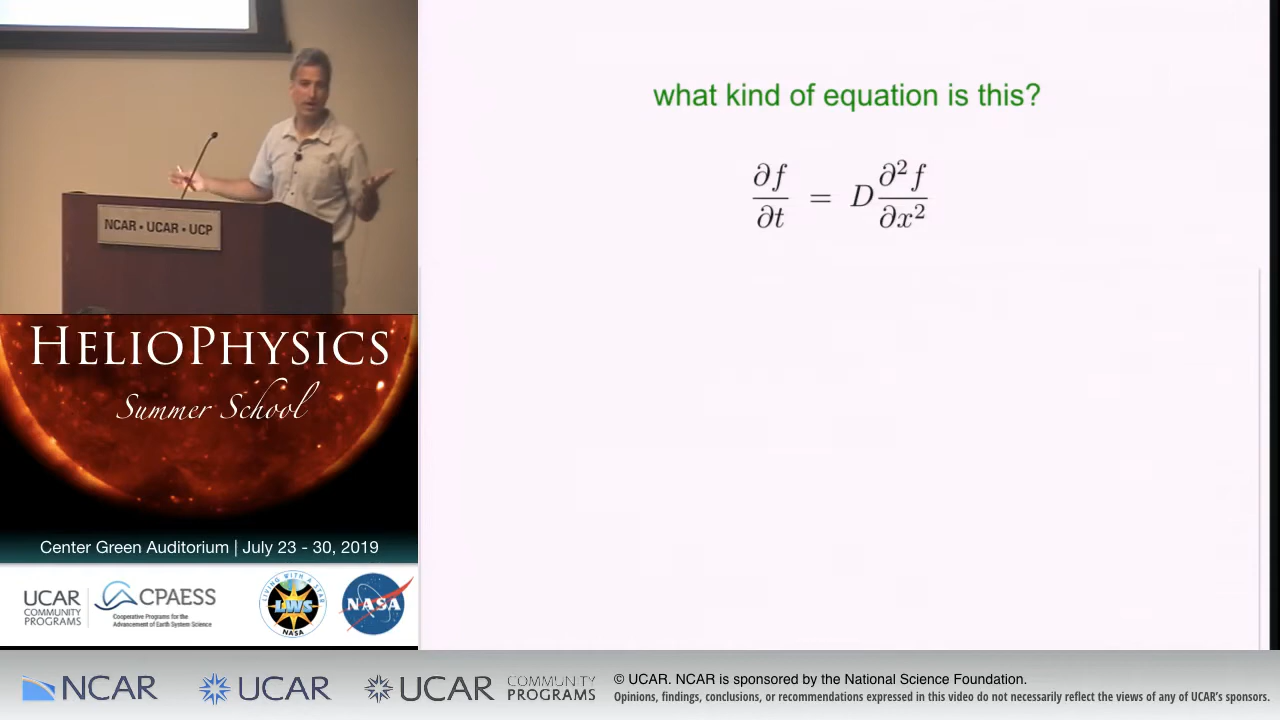 what kind of equation is this?
∂f/∂t = D ∂²f/∂x²
NCAR • UCAR • UCP
HELIOPHYSICS
Summer School
Center Green Auditorium | July 23 - 30, 2019
UCAR
COMMUNITY
PROGRAMS
CPAESS
Cooperative Programs for the
Advancement of Earth System Science
LIVING WITH A STAR
LWS
NASA
NASA
NCAR
UCAR
UCAR
COMMUNITY
PROGRAMS
© UCAR. NCAR is sponsored by the National Science Foundation.
Opinions, findings, conclusions, or recommendations expressed in this video do not necessarily reflect the views of any of UCAR's sponsors.